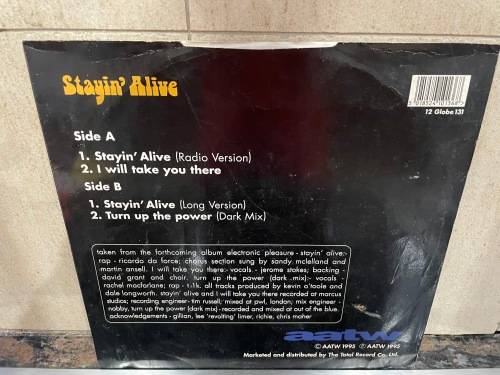 Stayin' Alive
12 Globe 131
Side A
1. Stayin' Alive (Radio Version)
2. I will take you there
Side B
1. Stayin' Alive (Long Version)
2. Turn up the power (Dark Mix)
taken from the forthcoming album electronic pleasure - stayin' alive:-
rap - ricardo da force; chorus section sung by sandy mclelland and
martin ansell. I will take you there:- vocals - jerome stokes; backing -
david grant and choir. turn up the power (dark mix):- vocals -
rachel macfarlane; rap - t.1.k. all tracks produced by kevin o'toole and
dale longworth. stayin' alive and I will take you there recorded at marcus
studios; recording engineer- tim russell; mixed at pwl, london; mix engineer -
nobby, turn up the power (dark mix) - recorded and mixed at out of the blue.
acknowledgements - gillian, lee 'revolting' limer, richie, chris maher
aatw
℗ AATW 1995 © AATW 1995
Marketed and distributed by The Total Record Co. Ltd.